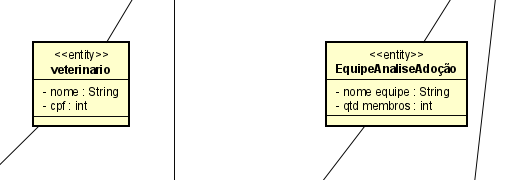 <<entity>>
veterinario
- nome : String
- cpf : int
<<entity>>
EquipeAnaliseAdoção
- nome equipe : String
- qtd membros : int